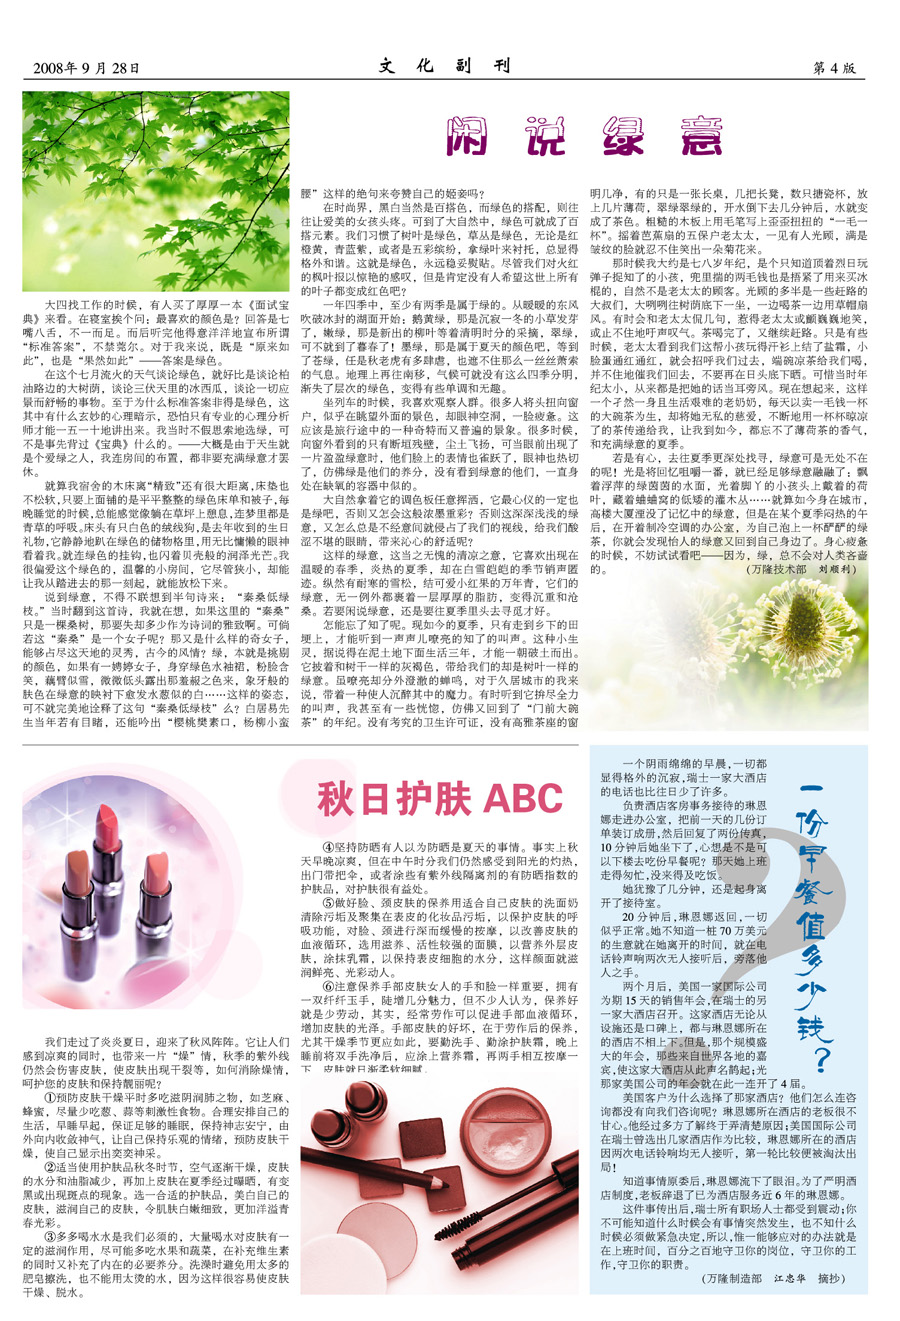 2008年 9 月 28日
文 化 副 刊
第 4 版
闲 说 绿 意
大四找工作的时候，有人买了厚厚一本《面试宝
典》来看。在寝室挨个问：最喜欢的颜色是？回答是七
嘴八舌，不一而足。而后听完他得意洋洋地宣布所谓
“标准答案”，不禁莞尔。对于我来说，既是“原来如
此”，也是“果然如此”——答案是绿色。
在这个七月流火的天气谈论绿色，就好比是谈论柏
油路边的大树荫，谈论三伏天里的冰西瓜，谈论一切应
景而舒畅的事物。至于为什么标准答案非得是绿色，这
其中有什么玄妙的心理暗示，恐怕只有专业的心理分析
师才能一五一十地讲出来。我当时不假思索地选绿，可
不是事先背过《宝典》什么的。——大概是由于天生就
是个爱绿之人，我连房间的布置，都非要充满绿意才罢
休。
就算我宿舍的木床离“精致”还有很大距离，床垫也
不松软，只要上面铺的是平平整整的绿色床单和被子，每
晚睡觉的时候，总能感觉像躺在草坪上憩息，连梦里都是
青草的呼吸。床头有只白色的绒线狗，是去年收到的生日
礼物，它静静地趴在绿色的储物格里，用无比慵懒的眼神
看着我。就连绿色的挂钩，也闪着贝壳般的润泽光芒。我
很偏爱这个绿色的，温馨的小房间，它尽管狭小，却能
让我从踏进去的那一刻起，就能放松下来。
说到绿意，不得不联想到半句诗来：“秦桑低绿
枝。”当时翻到这首诗，我就在想，如果这里的“秦桑”
只是一棵桑树，那要失却多少作为诗词的雅致啊。可倘
若这“秦桑”是一个女子呢？那又是什么样的奇女子，
能够占尽这天地的灵秀，古今的风情？绿，本就是挑剔
的颜色，如果有一娉婷女子，身穿绿色水袖裙，粉脸含
笑，藕臂似雪，微微低头露出那羞赧之色来，象牙般的
肤色在绿意的映衬下愈发水葱似的白……这样的姿态，
可不就完美地诠释了这句“秦桑低绿枝”么？白居易先
生当年若有目睹，还能吟出“樱桃樊素口，杨柳小蛮
腰”这样的绝句来夸赞自己的姬妾吗？
在时尚界，黑白当然是百搭色，而绿色的搭配，则往
往让爱美的女孩头疼。可到了大自然中，绿色可就成了百
搭元素。我们习惯了树叶是绿色，草丛是绿色，无论是红
橙黄，青蓝紫，或者是五彩缤纷，拿绿叶来衬托，总显得
格外和谐。这就是绿色，永远稳妥熨贴。尽管我们对火红
的枫叶报以惊艳的感叹，但是肯定没有人希望这世上所有
的叶子都变成红色吧？
一年四季中，至少有两季是属于绿的。从暖暖的东风
吹破冰封的湖面开始：鹅黄绿，那是沉寂一冬的小草发芽
了，嫩绿，那是新出的柳叶等着清明时分的采摘，翠绿，
可不就到了暮春了！墨绿，那是属于夏天的颜色吧，等到
了苍绿，任是秋老虎有多肆虐，也遮不住那么一丝丝萧索
的气息。地理上再往南移，气候可就没有这么四季分明，
渐失了层次的绿色，变得有些单调和无趣。
坐列车的时候，我喜欢观察人群。很多人将头扭向窗
户，似乎在眺望外面的景色，却眼神空洞，一脸疲惫。这
应该是旅行途中的一种奇特而又普遍的景象。很多时候，
向窗外看到的只有断垣残壁，尘土飞扬，可当眼前出现了
一片盈盈绿意时，他们脸上的表情也雀跃了，眼神也热切
了，仿佛绿是他们的养分，没有看到绿意的他们，一直身
处在缺氧的容器中似的。
大自然拿着它的调色板任意挥洒，它最心仪的一定也
是绿吧，否则又怎会这般浓墨重彩？否则这深深浅浅的绿
意，又怎么总是不经意间就侵占了我们的视线，给我们酸
涩不堪的眼睛，带来沁心的舒适呢？
这样的绿意，这当之无愧的清凉之意，它喜欢出现在
温暖的春季，炎热的夏季，却在白雪皑皑的季节销声匿
迹。纵然有耐寒的雪松，结可爱小红果的万年青，它们的
绿意，无一例外都裹着一层厚厚的脂肪，变得沉重和沧
桑。若要闲说绿意，还是要往夏季里头去寻觅才好。
怎能忘了知了呢。现如今的夏季，只有走到乡下的田
埂上，才能听到一声声儿嘹亮的知了的叫声。这种小生
灵，据说得在泥土地下面生活三年，才能一朝破土而出。
它披着和树干一样的灰褐色，带给我们的却是树叶一样的
绿意。虽嘹亮却分外澄澈的蝉鸣，对于久居城市的我来
说，带着一种使人沉醉其中的魔力。有时听到它拚尽全力
的叫声，我甚至有一些恍惚，仿佛又回到了“门前大碗
茶”的年纪。没有考究的卫生许可证，没有高雅茶座的窗
明几净，有的只是一张长桌，几把长凳，数只搪瓷杯，放
上几片薄荷，翠绿翠绿的，开水倒下去几分钟后，水就变
成了茶色。粗糙的木板上用毛笔写上歪歪扭扭的“一毛一
杯”。摇着芭蕉扇的五保户老太太，一见有人光顾，满是
皱纹的脸就忍不住笑出一朵菊花来。
那时候我大约是七八岁年纪，是个只知道顶着烈日玩
弹子捉知了的小孩，兜里揣的两毛钱也是捂紧了用来买冰
棍的，自然不是老太太的顾客。光顾的多半是一些赶路的
大叔们，大咧咧往树荫底下一坐，一边喝茶一边用草帽扇
风。有时会和老太太侃几句，惹得老太太或颤巍巍地笑，
或止不住地吁声叹气。茶喝完了，又继续赶路。只是有些
时候，老太太看到我们这帮小孩玩得汗衫上结了盐霜，小
脸蛋通红通红，就会招呼我们过去，端碗凉茶给我们喝，
并不住地催我们回去，不要再在日头底下晒。可惜当时年
纪太小，从来都是把她的话当耳旁风。现在想起来，这样
一个孑然一身且生活艰难的老奶奶，每天以卖一毛钱一杯
的大碗茶为生，却将她无私的慈爱，不断地用一杯杯晾凉
了的茶传递给我，让我到如今，都忘不了薄荷茶的香气，
和充满绿意的夏季。
若是有心，去往夏季更深处找寻，绿意可是无处不在
的呢！光是将回忆咀嚼一番，就已经足够绿意融融了：飘
着浮萍的绿茵茵的水面，光着脚丫的小孩头上戴着的荷
叶，藏着蛐蛐窝的低矮的灌木丛……就算如今身在城市，
高楼大厦湮没了记忆中的绿意，但是在某个夏季闷热的午
后，在开着制冷空调的办公室，为自己泡上一杯酽酽的绿
茶，你就会发现怡人的绿意又回到自己身边了。身心疲惫
的时候，不妨试试看吧——因为，绿，总不会对人类吝啬
的。 （万隆技术部 刘顺利）
秋日护肤 ABC
我们走过了炎炎夏日，迎来了秋风阵阵。它让人们
感到凉爽的同时，也带来一片“燥”情，秋季的紫外线
仍然会伤害皮肤，使皮肤出现干裂等，如何消除燥情，
呵护您的皮肤和保持靓丽呢？
①预防皮肤干燥平时多吃滋阴润肺之物，如芝麻、
蜂蜜，尽量少吃葱、蒜等刺激性食物。合理安排自己的
生活，早睡早起，保证足够的睡眠，保持神志安宁，由
外向内收敛神气，让自己保持乐观的情绪，预防皮肤干
燥，使自己显示出奕奕神采。
②适当使用护肤品秋冬时节，空气逐渐干燥，皮肤
的水分和油脂减少，再加上皮肤在夏季经过曝晒，有变
黑或出现斑点的现象。选一合适的护肤品，美白自己的
皮肤，滋润自己的皮肤，令肌肤白嫩细致，更加洋溢青
春光彩。
③多多喝水水是我们必须的，大量喝水对皮肤有一
定的滋润作用，尽可能多吃水果和蔬菜，在补充维生素
的同时又补充了内在的必要养分。洗澡时避免用太多的
肥皂擦洗，也不能用太烫的水，因为这样很容易使皮肤
干燥、脱水。
④坚持防晒有人以为防晒是夏天的事情。事实上秋
天早晚凉爽，但在中午时分我们仍然感受到阳光的灼热，
出门带把伞，或者涂些有紫外线隔离剂的有防晒指数的
护肤品，对护肤很有益处。
⑤做好脸、颈皮肤的保养用适合自己皮肤的洗面奶
清除污垢及聚集在表皮的化妆品污垢，以保护皮肤的呼
吸功能，对脸、颈进行深而缓慢的按摩，以改善皮肤的
血液循环，选用滋养、活性较强的面膜，以营养外层皮
肤，涂抹乳霜，以保持表皮细胞的水分，这样颜面就滋
润鲜亮、光彩动人。
⑥注意保养手部皮肤女人的手和脸一样重要，拥有
一双纤纤玉手，陡增几分魅力，但不少人认为，保养好
就是少劳动，其实，经常劳作可以促进手部血液循环，
增加皮肤的光泽。手部皮肤的好坏，在于劳作后的保养，
尤其干燥季节更应如此，要勤洗手、勤涂护肤霜，晚上
睡前将双手洗净后，应涂上营养霜，再两手相互按摩一
下，皮肤就日渐柔软细腻。
一份早餐值多少钱？
一个阴雨绵绵的早晨，一切都
显得格外的沉寂，瑞士一家大酒店
的电话也比往日少了许多。
负责酒店客房事务接待的琳恩
娜走进办公室，把前一天的几份订
单装订成册，然后回复了两份传真，
10 分钟后她坐下了，心想是不是可
以下楼去吃份早餐呢？那天她上班
走得匆忙，没来得及吃饭。
她犹豫了几分钟，还是起身离
开了接待室。
20 分钟后，琳恩娜返回，一切
似乎正常。她不知道一桩 70 万美元
的生意就在她离开的时间，就在电
话铃声响两次无人接听后，旁落他
人之手。
两个月后，美国一家国际公司
为期 15 天的销售年会，在瑞士的另
一家大酒店召开。这家酒店无论从
设施还是口碑上，都与琳恩娜所在
的酒店不相上下。但是，那个规模盛
大的年会，那些来自世界各地的嘉
宾，使这家大酒店从此声名鹊起；光
那家美国公司的年会就在此一连开了 4 届。
美国客户为什么选择了那家酒店？他们怎么连咨
询都没有向我们咨询呢？琳恩娜所在酒店的老板很不
甘心。他经过多方了解终于弄清楚原因；美国国际公司
在瑞士曾选出几家酒店作为比较，琳恩娜所在的酒店
因两次电话铃响均无人接听，第一轮比较便被淘汰出
局！
知道事情原委后，琳恩娜流下了眼泪。为了严明酒
店制度，老板辞退了已为酒店服务近 6 年的琳恩娜。
这件事传出后，瑞士所有职场人士都受到震动；你
不可能知道什么时候会有事情突然发生，也不知什么
时候必须做紧急决定，所以，惟一能够应对的办法就是
在上班时间，百分之百地守卫你的岗位，守卫你的工
作，守卫你的职责。
（万隆制造部 江忠华 摘抄）